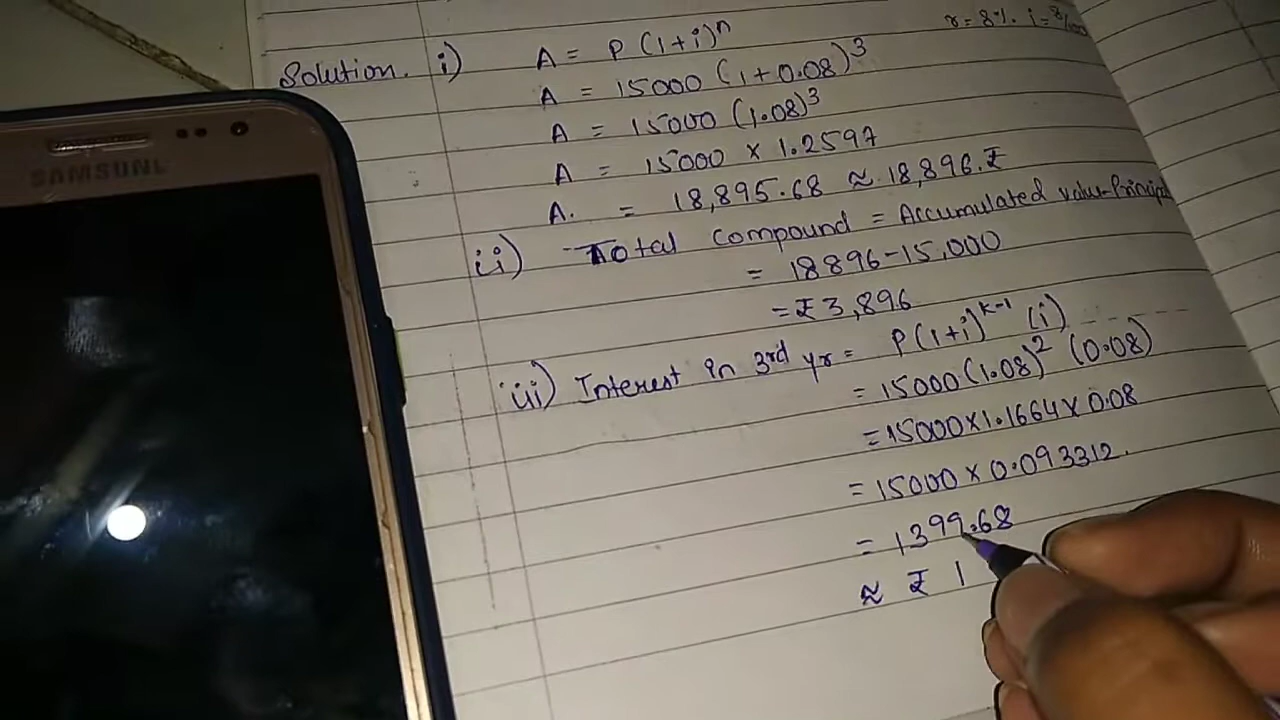 r = 8%. i = 8/100
Solution. i) A = P(1+i)^n
A = 15000 (1+0.08)^3
A = 15000 (1.08)^3
A = 15000 × 1.2597
A. = 18,895.68 ≈ 18,896.₹
ii) Total Compound = Accumulated value-Principal
= 18896-15,000
= ₹3,896
iii) Interest in 3rd yr = P(1+i)^k-1 (i)
= 15000(1.08)^2 (0.08)
= 15000×1.1664×0.08
= 15000 × 0.093312.
= 1399.68
≈ ₹ 1
SAMSUNG